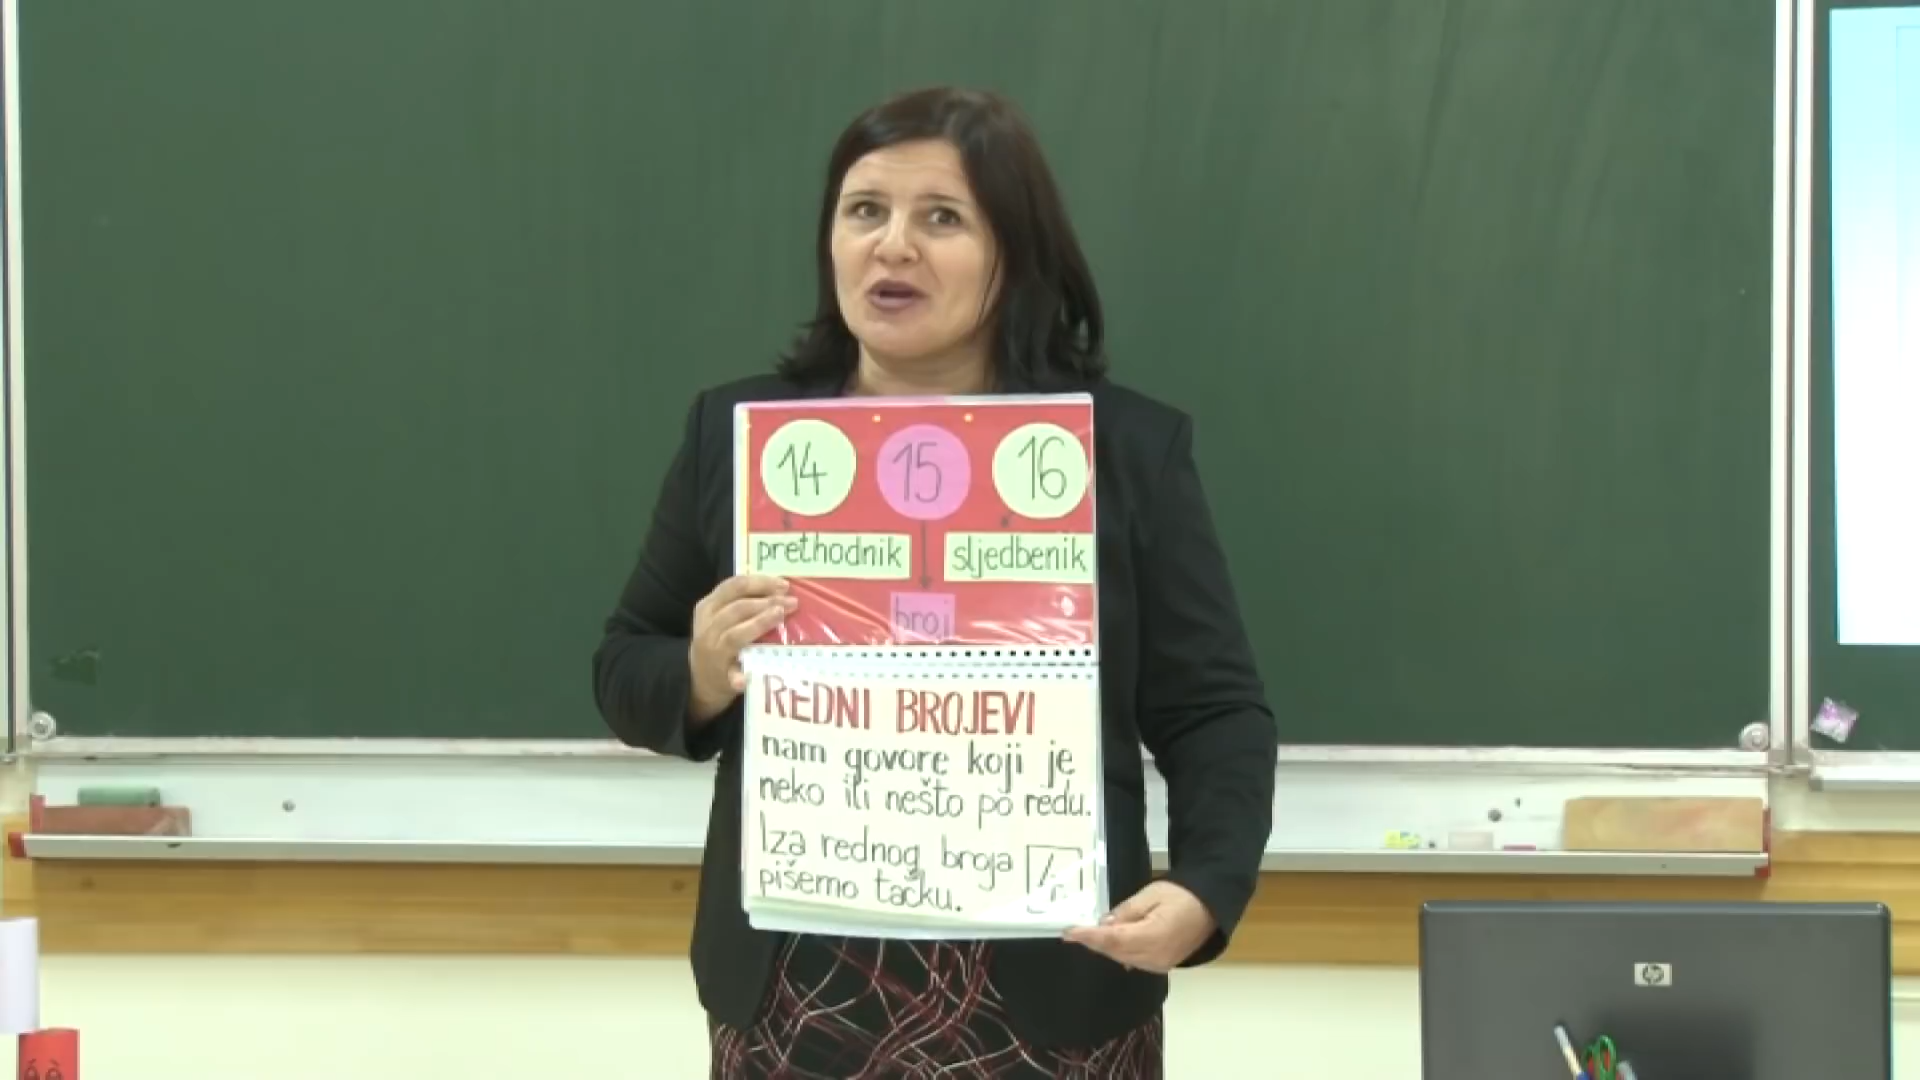 14 15 16
prethodnik sljedbenik
broj
REDNI BROJEVI
nam govore koji je
neko ili nešto po redu.
Iza rednog broja
pišemo tačku.
hp